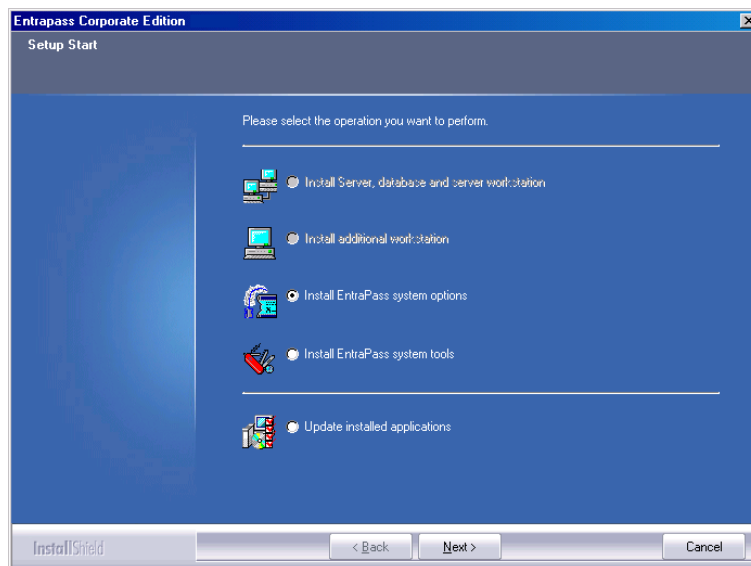 Entrapass Corporate Edition
Setup Start
Please select the operation you want to perform.
Install Server, database and server workstation
Install additional workstation
Install EntraPass system options
Install EntraPass system tools
Update installed applications
InstallShield
< Back
Next >
Cancel